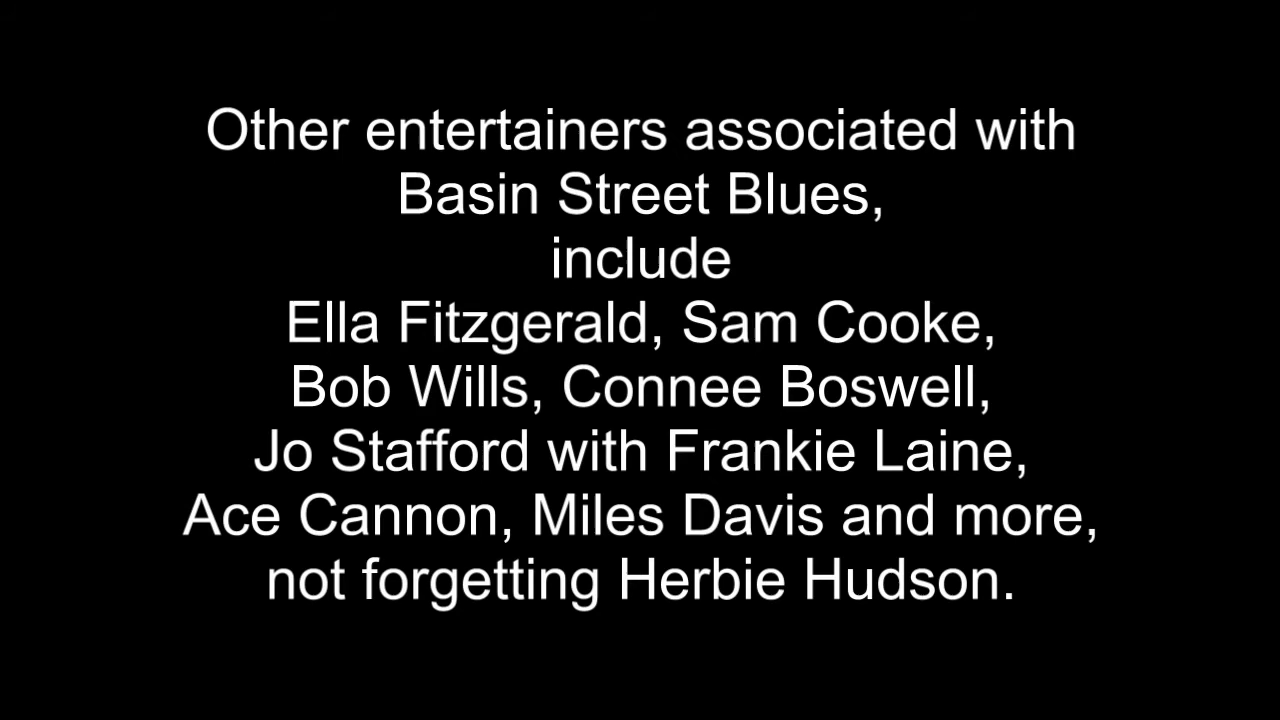 Other entertainers associated with
Basin Street Blues,
include
Ella Fitzgerald, Sam Cooke,
Bob Wills, Connee Boswell,
Jo Stafford with Frankie Laine,
Ace Cannon, Miles Davis and more,
not forgetting Herbie Hudson.